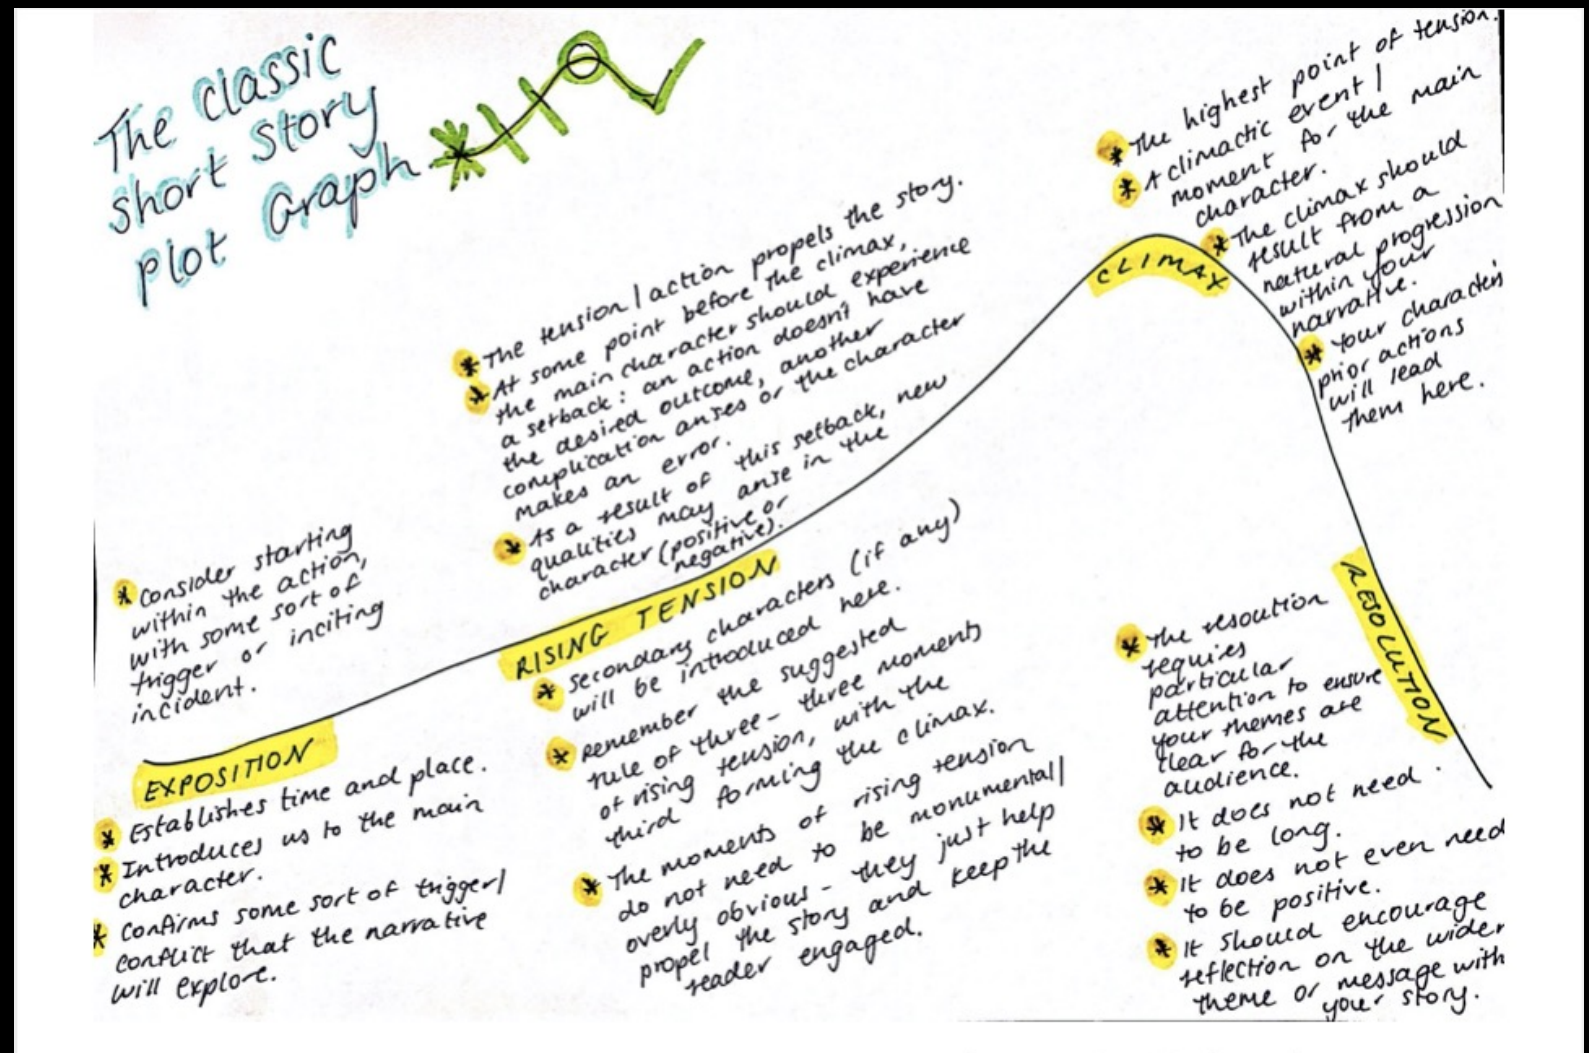 The Classic
Short Story
Plot Graph
* Consider starting
within the action,
with some sort of
trigger or inciting
incident.
EXPOSITION
* Establishes time and place.
* Introduces us to the main
character.
* Confirms some sort of trigger/
conflict that the narrative
will explore.
* The tension / action propels the story.
* At some point before the climax,
the main character should experience
a setback: an action doesn't have
the desired outcome, another
complication arises or the character
makes an error.
* As a result of this setback, new
qualities may arise in the
character (positive or
negative).
RISING TENSION
* Secondary characters (if any)
will be introduced here.
* Remember the suggested
rule of three - three moments
of rising tension, with the
third forming the climax.
* The moments of rising tension
do not need to be monumental/
overly obvious - they just help
propel the story and keep the
reader engaged.
* The highest point of tension.
* A climactic event /
moment for the main
character.
CLIMAX
* The climax should
result from a
natural progression
within your
narrative.
* Your character's
prior actions
will lead
them here.
RESOLUTION
* The resoution
requires
particular
attention to ensure
your themes are
clear for the
audience.
* It does not need
to be long.
* It does not even need
to be positive.
* It should encourage
reflection on the wider
theme or message with
your story.